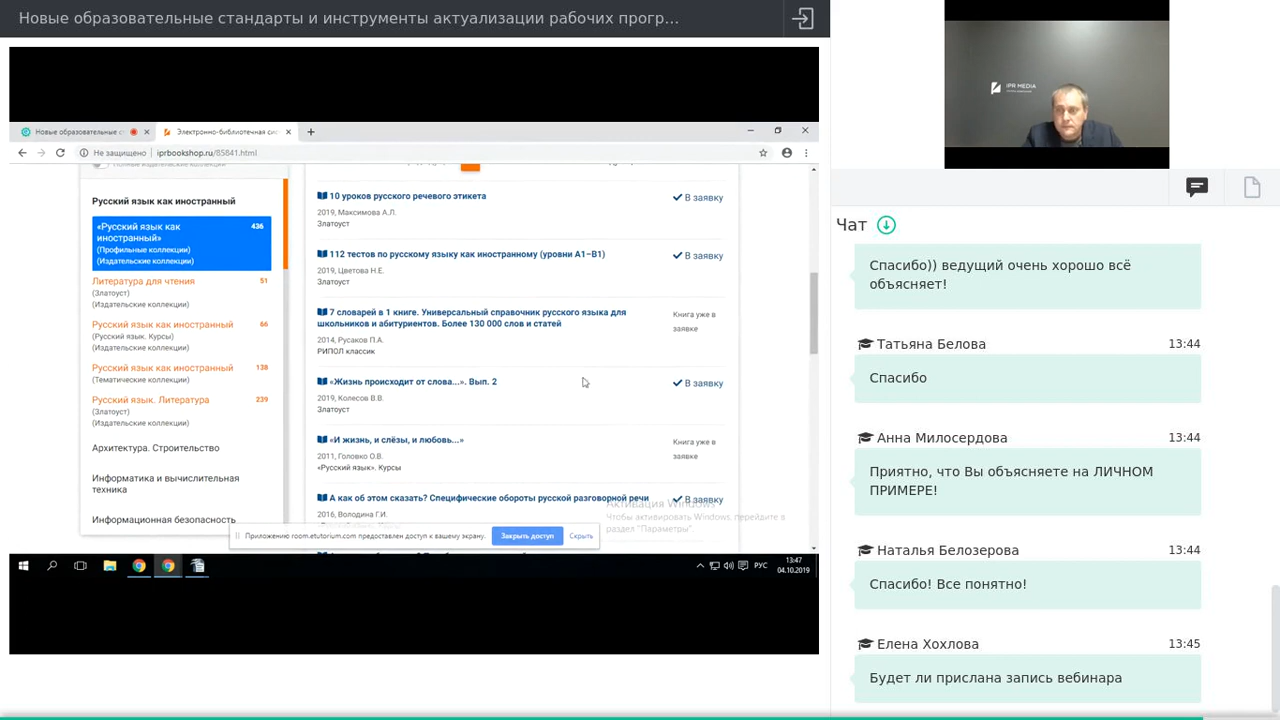 Новые образовательные стандарты и инструменты актуализации рабочих прогр...
Новые образовательные с
Электронно-библиотечная сис
Не защищено
iprbookshop.ru/85841.html
Русский язык как иностранный
«Русский язык как
иностранный»
436
(Профильные коллекции)
(Издательские коллекции)
Литература для чтения
51
(Златоуст)
(Издательские коллекции)
Русский язык как иностранный
66
(Русский язык. Курсы)
(Издательские коллекции)
Русский язык как иностранный
138
(Тематические коллекции)
Русский язык. Литература
239
(Златоуст)
(Издательские коллекции)
Архитектура. Строительство
Информатика и вычислительная
техника
Информационная безопасность
10 уроков русского речевого этикета
В заявку
2019, Максимова А.Л.
Златоуст
112 тестов по русскому языку как иностранному (уровни А1–В1)
В заявку
2019, Цветова Н.Е.
Златоуст
7 словарей в 1 книге. Универсальный справочник русского языка для
школьников и абитуриентов. Более 130 000 слов и статей
Книга уже в
заявке
2014, Русаков П.А.
РИПОЛ классик
«Жизнь происходит от слова...». Вып. 2
В заявку
2019, Колесов В.В.
Златоуст
«И жизнь, и слёзы, и любовь...»
Книга уже в
заявке
2011, Головко О.В.
«Русский язык». Курсы
А как об этом сказать? Специфические обороты русской разговорной речи
В заявку
2016, Володина Г.И.
Активация Windows
Чтобы активировать Windows, перейдите в
раздел "Параметры".
Приложению room.etutorium.com предоставлен доступ к вашему экрану.
Закрыть доступ
Скрыть
РУС
13:47
04.10.2019
IPR MEDIA
Чат
Спасибо)) ведущий очень хорошо всё
объясняет!
Татьяна Белова
13:44
Спасибо
Анна Милосердова
13:44
Приятно, что Вы объясняете на ЛИЧНОМ
ПРИМЕРЕ!
Наталья Белозерова
13:44
Спасибо! Все понятно!
Елена Хохлова
13:45
Будет ли прислана запись вебинара